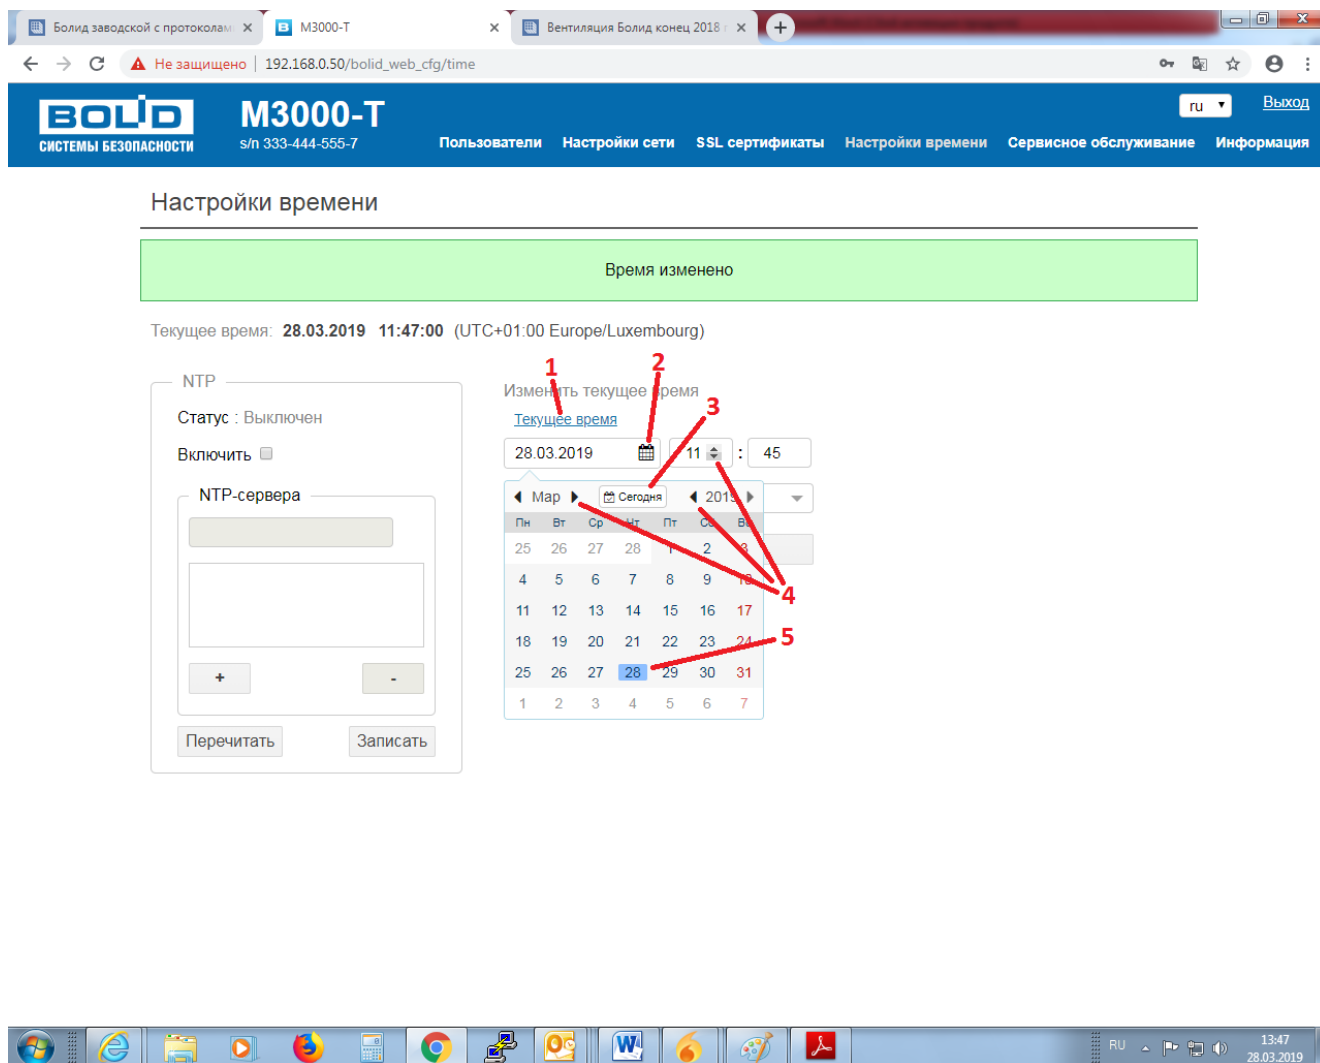 Болид заводской с протоколам
M3000-T
Вентиляция Болид конец 2018 г
Не защищено | 192.168.0.50/bolid_web_cfg/time
BOLID
СИСТЕМЫ БЕЗОПАСНОСТИ
M3000-T
s/n 333-444-555-7
ru
Выход
Пользователи Настройки сети SSL сертификаты Настройки времени Сервисное обслуживание Информация
Настройки времени
Время изменено
Текущее время: 28.03.2019 11:47:00 (UTC+01:00 Europe/Luxembourg)
NTP
Статус : Выключен
Включить
NTP-сервера
+ -
Перечитать Записать
1 2
Изменить текущее время
3
Текущее время
28.03.2019 11 : 45
Мар Сегодня 2019
Пн Вт Ср Чт Пт Сб Вс
25 26 27 28 1 2 3
4 5 6 7 8 9 10
4
11 12 13 14 15 16 17
18 19 20 21 22 23 24
5
25 26 27 28 29 30 31
1 2 3 4 5 6 7
RU
13:47
28.03.2019